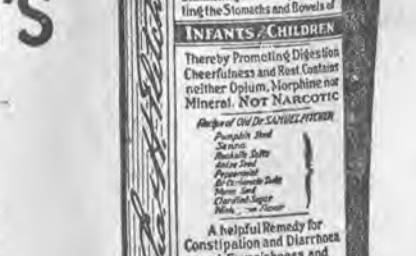 'S
ting the Stomachs and Bowels of
INFANTS / CHILDREN
Thereby Promoting Digestion
Cheerfulness and Rest. Contains
neither Opium, Morphine nor
Mineral. NOT NARCOTIC
Recipe of Old Dr. SAMUEL PITCHER
Pumpkin Seed
Senna
Rochelle Salts
Anise Seed
Peppermint
Bi Carbonate Soda
Worm Seed
Clarified Sugar
Flavor
A helpful Remedy for
Constipation and Diarrhoea
and